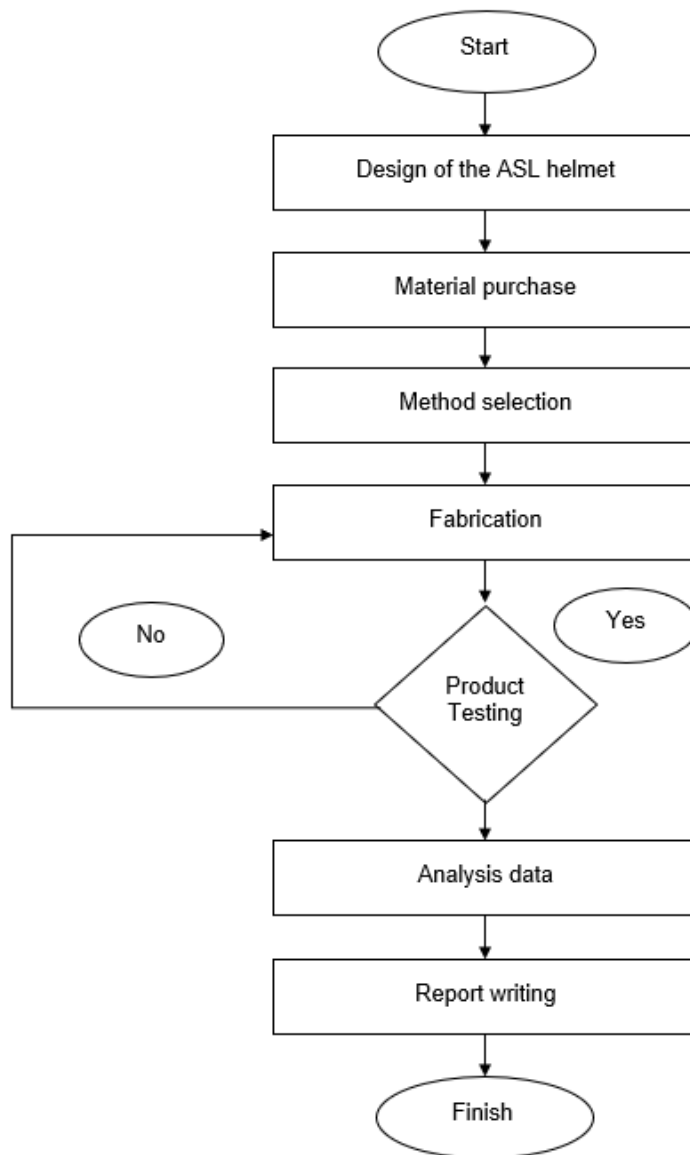 Start
Design of the ASL helmet
Material purchase
Method selection
Fabrication
No
Yes
Product
Testing
Analysis data
Report writing
Finish